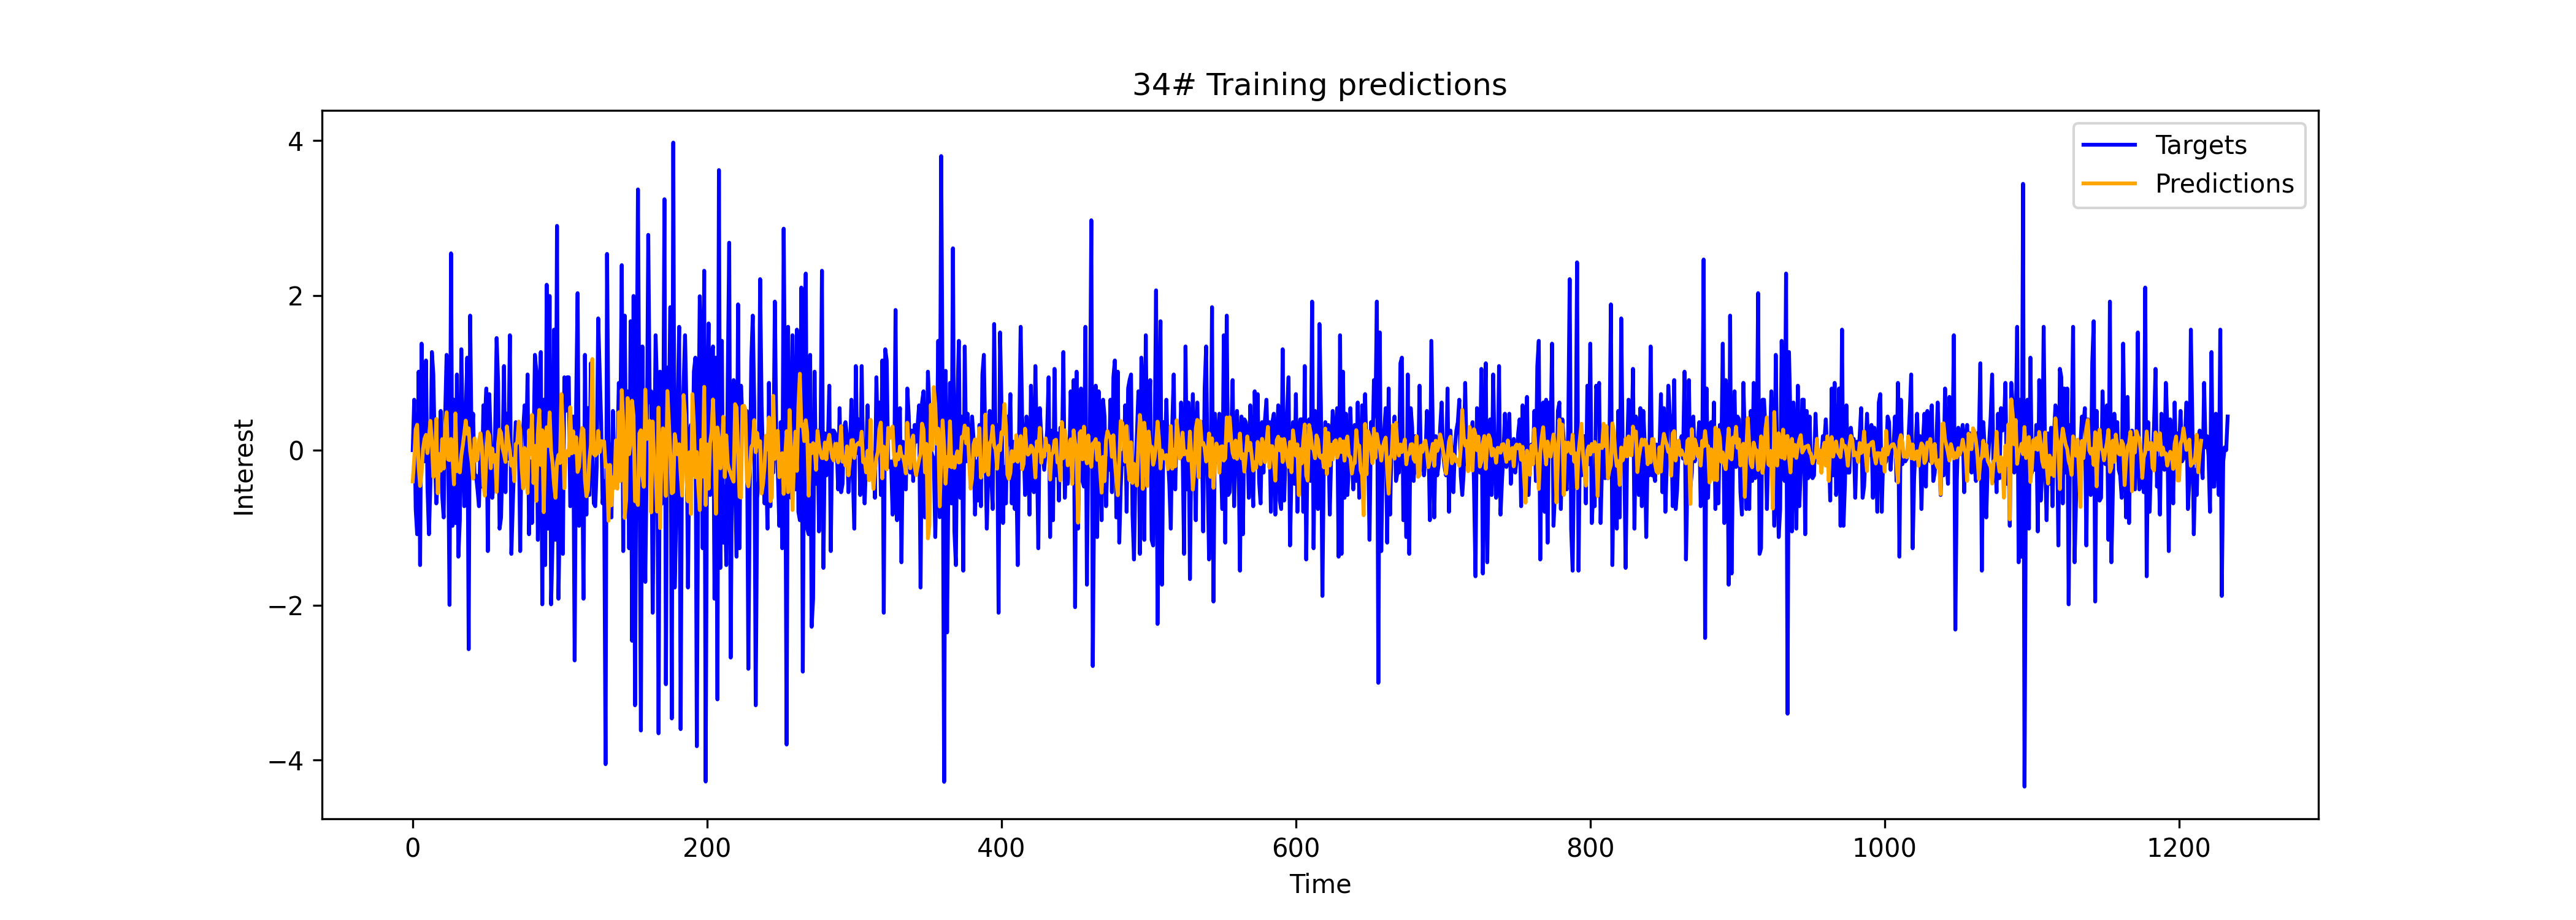 34# Training predictions
Targets
Predictions
4
2
0
−2
−4
Interest
0 200 400 600 800 1000 1200
Time